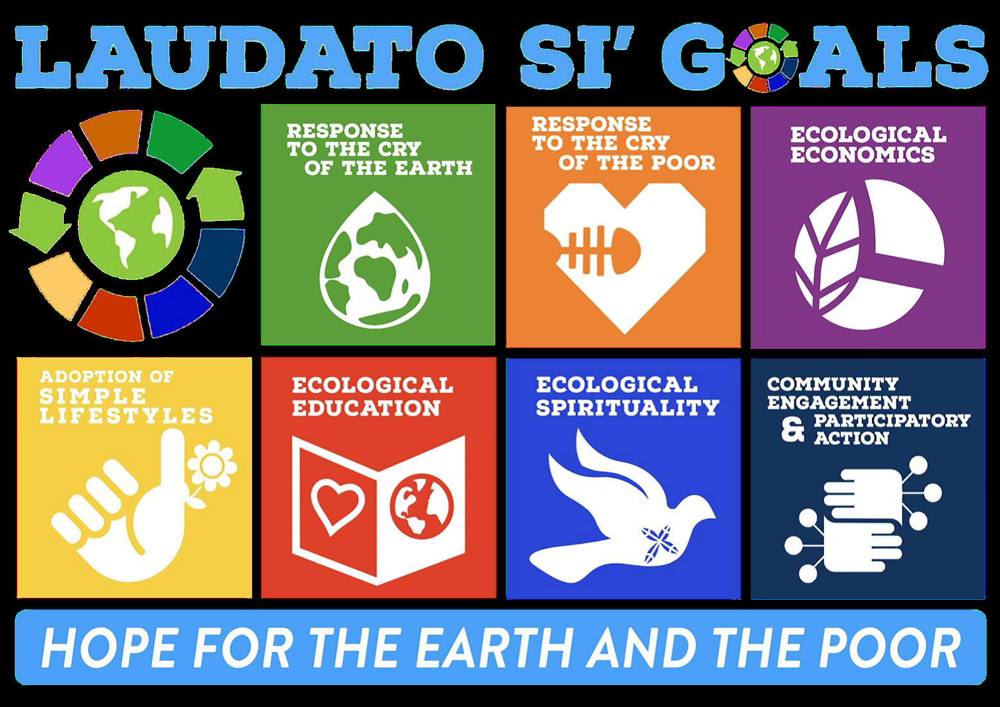 LAUDATO SI’ GOALS
RESPONSE
TO THE CRY
OF THE EARTH
RESPONSE
TO THE CRY
OF THE POOR
ECOLOGICAL
ECONOMICS
ADOPTION OF
SIMPLE
LIFESTYLES
ECOLOGICAL
EDUCATION
ECOLOGICAL
SPIRITUALITY
COMMUNITY
ENGAGEMENT
& PARTICIPATORY
ACTION
HOPE FOR THE EARTH AND THE POOR